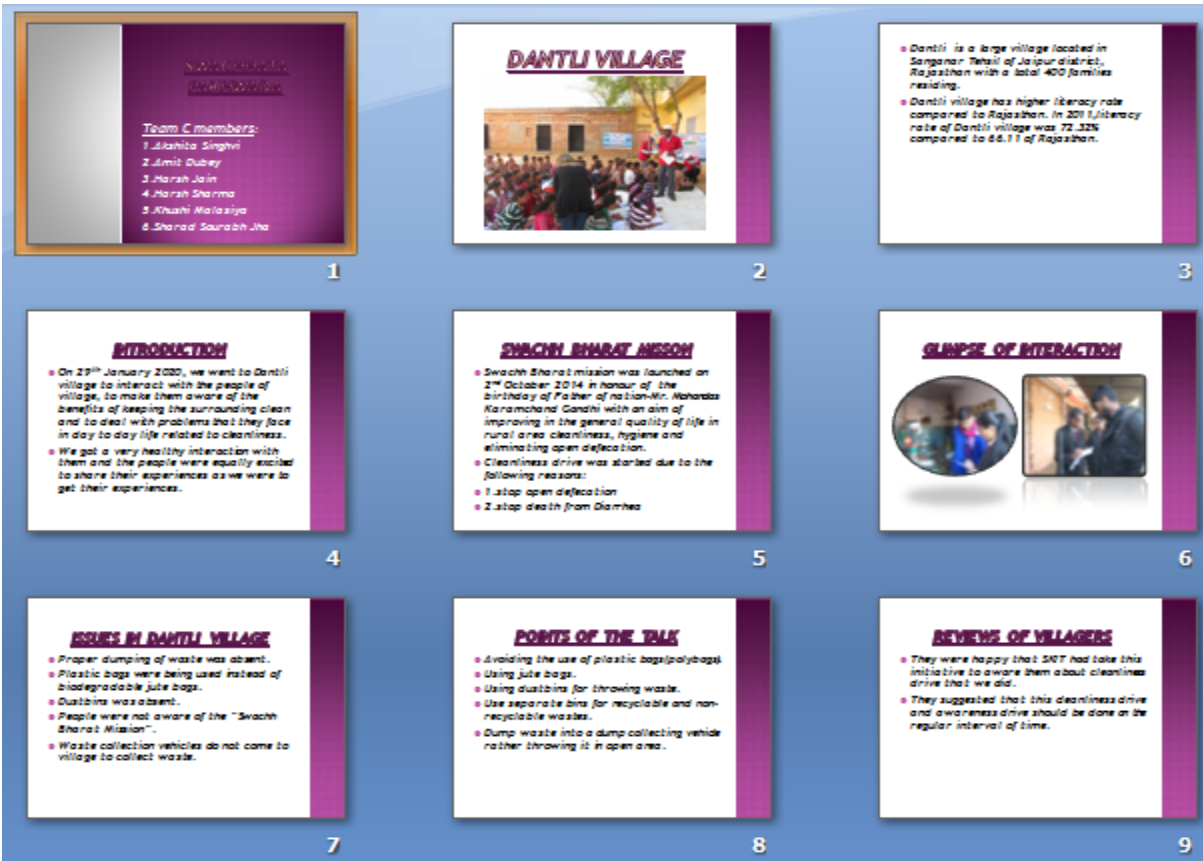 Team C members:
1.Akshita Singhvi
2.Amit Dubey
3.Harsh Jain
4.Harsh Sharma
5.Khushi Malasiya
6.Sharad Saurabh Jha
1
DANTLI VILLAGE
2
Dantli is a large village located in
Sanganar Tehsil of Jaipur district,
Rajasthan with a total 400 families
residing.
Dantli village has higher literacy rate
compared to Rajasthan. In 2011,literacy
rate of Dantli village was 72.32%
compared to 66.11 of Rajasthan.
3
INTRODUCTION
On 29th January 2020, we went to Dantli
village to interact with the people of
village, to make them aware of the
benefits of keeping the surrounding clean
and to deal with problems that they face
in day to day life related to cleanliness.
We got a very healthy interaction with
them and the people were equally excited
to share their experiences as we were to
get their experiences.
4
SWACHH BHARAT MISSON
Swachh Bharat mission was launched on
2nd October 2014 in honour of the
birthday of Father of nation-Mr. Mohandas
Karamchand Gandhi with an aim of
improving in the general quality of life in
rural area cleanliness, hygiene and
eliminating open defecation.
Cleanliness drive was started due to the
following reasons:
1.stop open defecation
2.stop death from Diarrhea
5
GLIMPSE OF INTERACTION
6
ISSUES IN DANTLI VILLAGE
Proper dumping of waste was absent.
Plastic bags were being used instead of
biodegradable jute bags.
Dustbins was absent.
People were not aware of the "Swachh
Bharat Mission".
Waste collection vehicles do not come to
village to collect waste.
7
POINTS OF THE TALK
Avoiding the use of plastic bags(polybags).
Using jute bags.
Using dustbins for throwing waste.
Use separate bins for recyclable and non-
recyclable wastes.
Dump waste into a dump collecting vehicle
rather throwing it in open area.
8
REVIEWS OF VILLAGERS
They were happy that SKIT had take this
initiative to aware them about cleanliness
drive that we did.
They suggested that this cleanliness drive
and awareness drive should be done on the
regular interval of time.
9